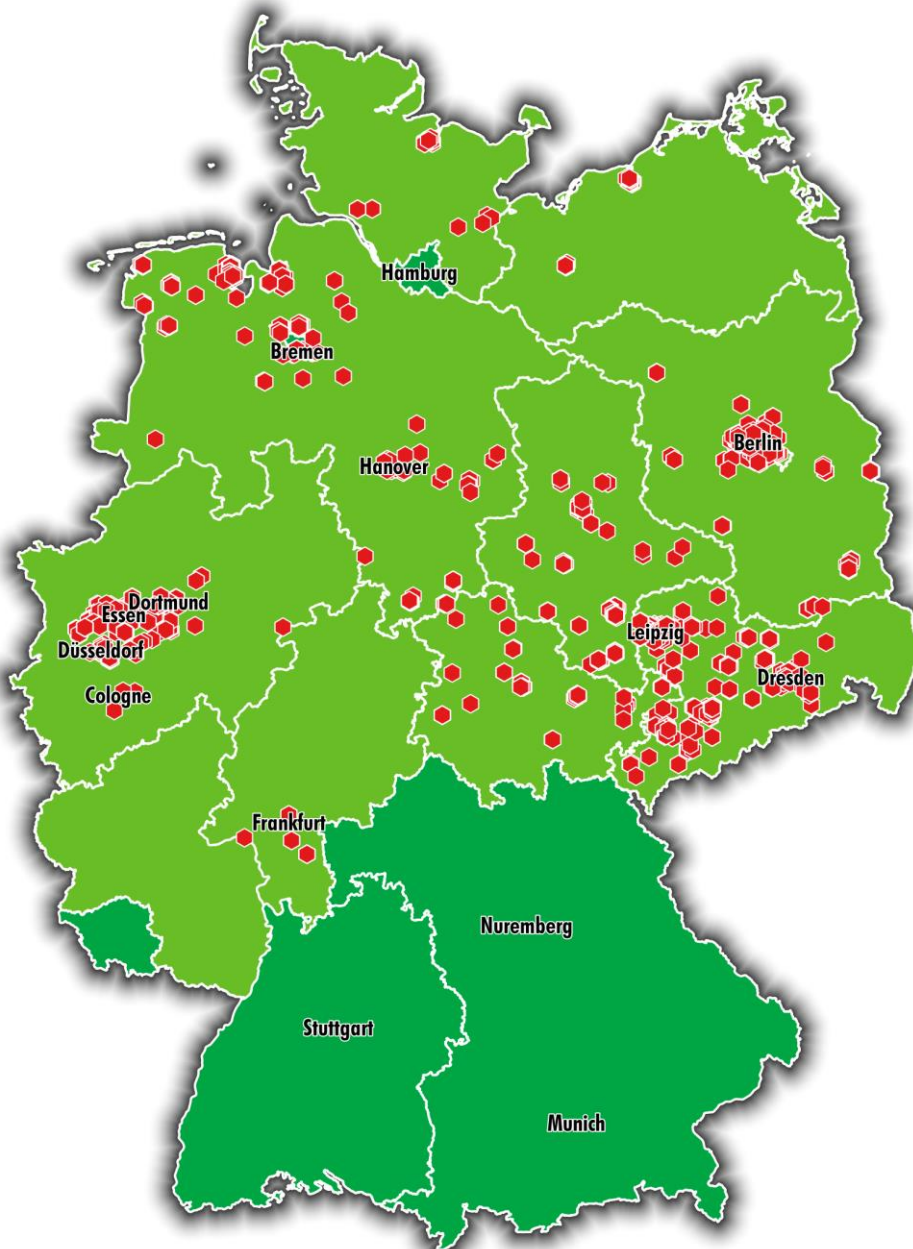 Hamburg
Bremen
Berlin
Hanover
Dortmund
Essen
Düsseldorf
Leipzig
Dresden
Cologne
Frankfurt
Nuremberg
Stuttgart
Munich